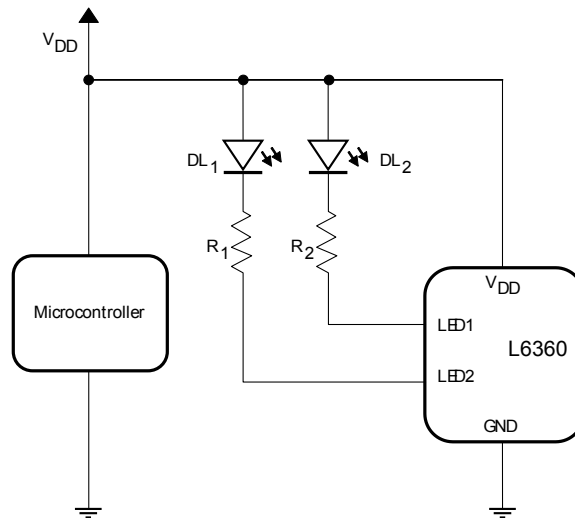 VDD
DL1
DL2
R1
R2
VDD
Microcontroller
LED1
L6360
LED2
GND